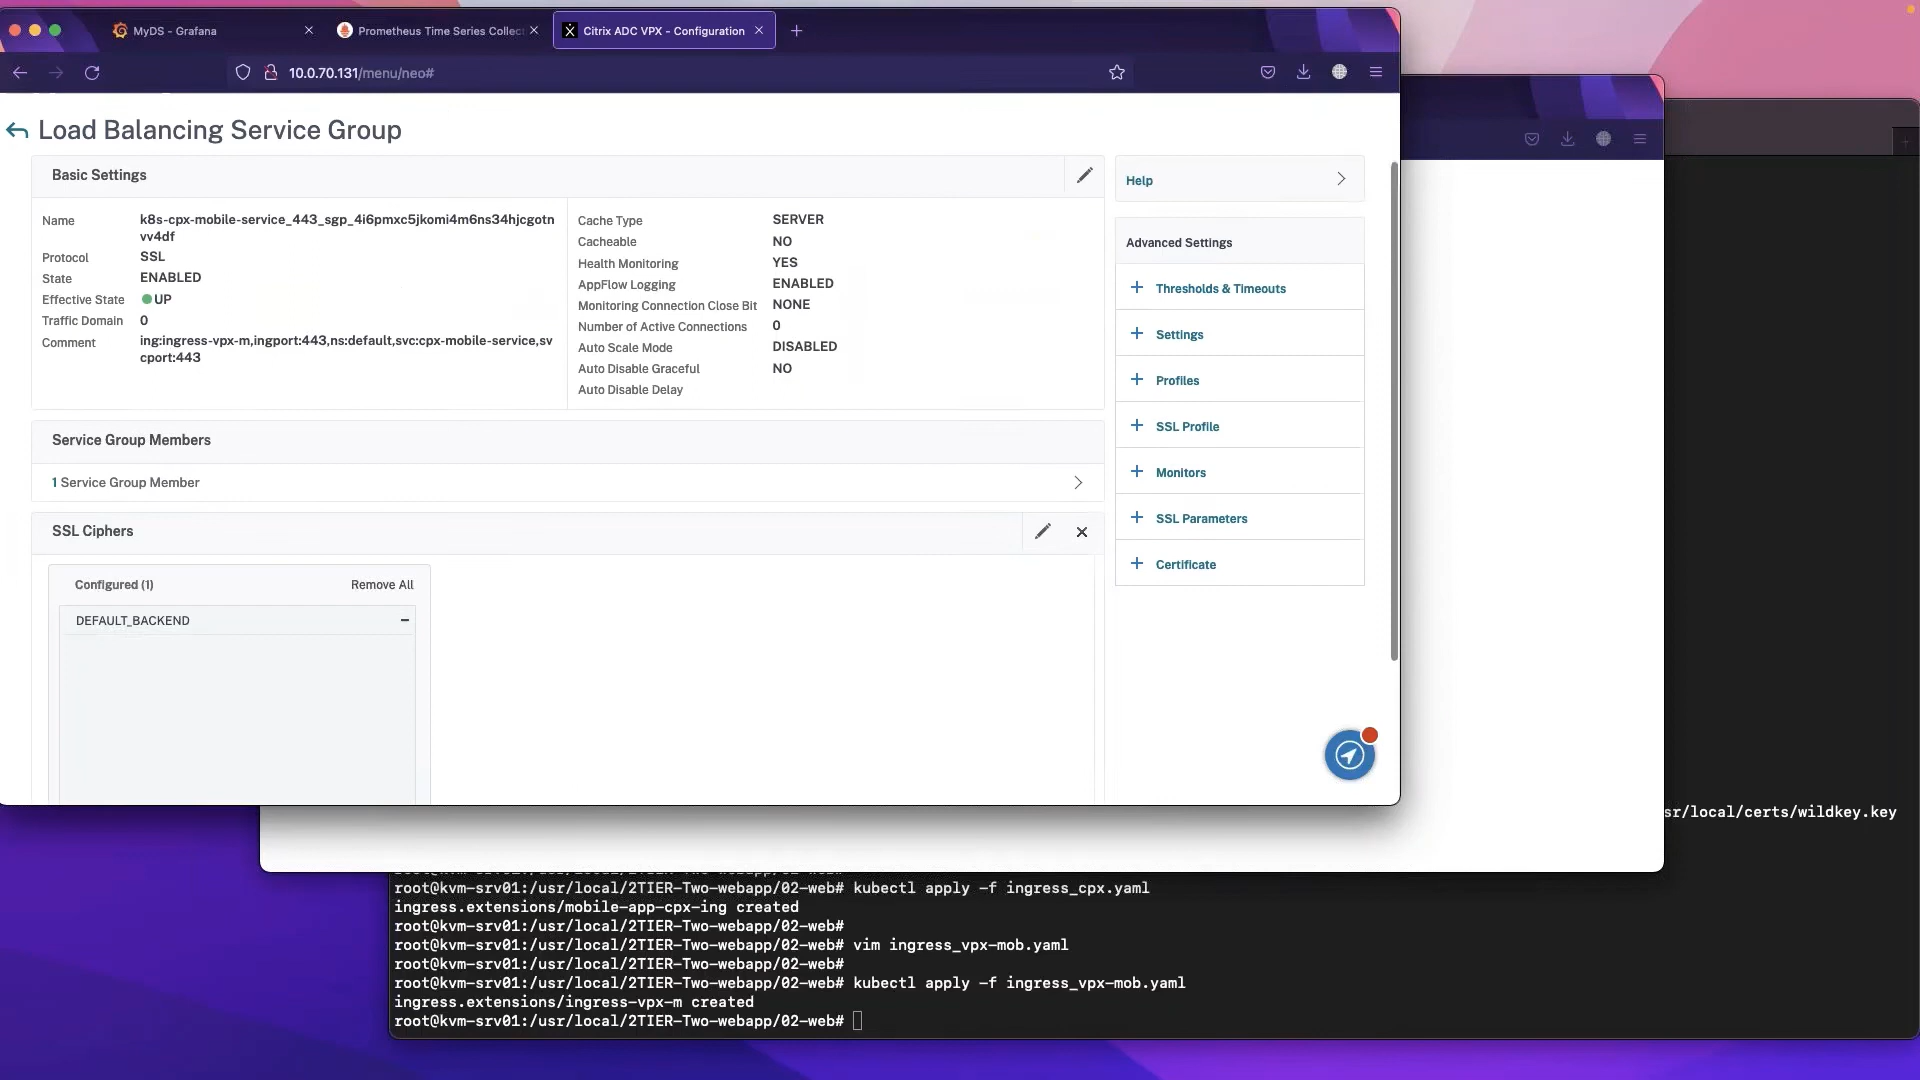 MyDS - Grafana
Prometheus Time Series Collec
Citrix ADC VPX - Configuration
10.0.70.131/menu/neo#
Load Balancing Service Group
Basic Settings
Name
k8s-cpx-mobile-service_443_sgp_4i6pmxc5jkomi4m6ns34hjcgotn
vv4df
Protocol
SSL
State
ENABLED
Effective State
UP
Traffic Domain
0
Comment
ing:ingress-vpx-m,ingport:443,ns:default,svc:cpx-mobile-service,sv
cport:443
Cache Type
SERVER
Cacheable
NO
Health Monitoring
YES
AppFlow Logging
ENABLED
Monitoring Connection Close Bit
NONE
Number of Active Connections
0
Auto Scale Mode
DISABLED
Auto Disable Graceful
NO
Auto Disable Delay
Service Group Members
1 Service Group Member
SSL Ciphers
Configured (1)
Remove All
DEFAULT_BACKEND
Help
Advanced Settings
Thresholds & Timeouts
Settings
Profiles
SSL Profile
Monitors
SSL Parameters
Certificate
sr/local/certs/wildkey.key
root@kvm-srv01:/usr/local/2TIER-Two-webapp/02-web# kubectl apply -f ingress_cpx.yaml
ingress.extensions/mobile-app-cpx-ing created
root@kvm-srv01:/usr/local/2TIER-Two-webapp/02-web#
root@kvm-srv01:/usr/local/2TIER-Two-webapp/02-web# vim ingress_vpx-mob.yaml
root@kvm-srv01:/usr/local/2TIER-Two-webapp/02-web#
root@kvm-srv01:/usr/local/2TIER-Two-webapp/02-web# kubectl apply -f ingress_vpx-mob.yaml
ingress.extensions/ingress-vpx-m created
root@kvm-srv01:/usr/local/2TIER-Two-webapp/02-web#